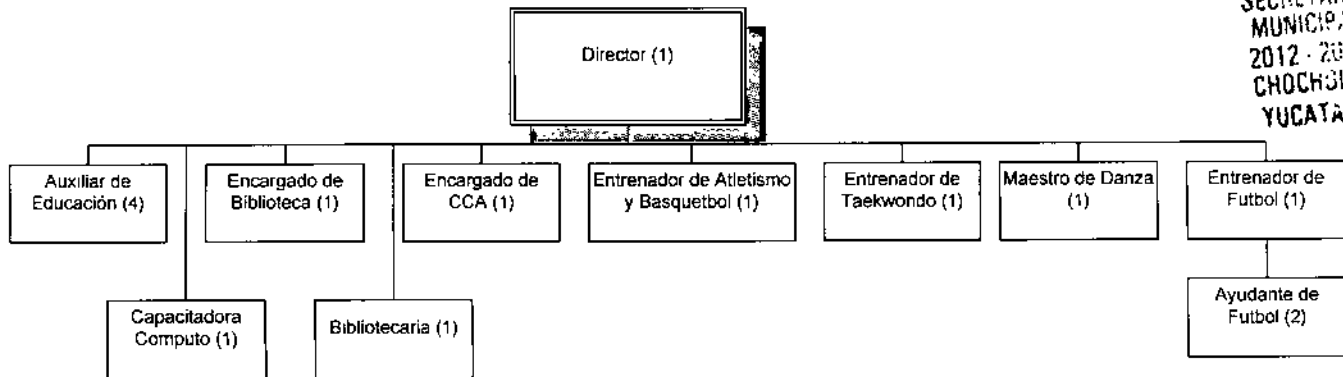 MUNICIPA
2012 - 20
YUCATA
Director (1)
Auxiliar de
Educación (4)
Encargado de
Biblioteca (1)
Encargado de
CCA (1)
Entrenador de Atletismo
y Basquetbol (1)
Entrenador de
Taekwondo (1)
Maestro de Danza
(1)
Entrenador de
Futbol (1)
Capacitadora
Computo (1)
Bibliotecaria (1)
Ayudante de
Futbol (2)